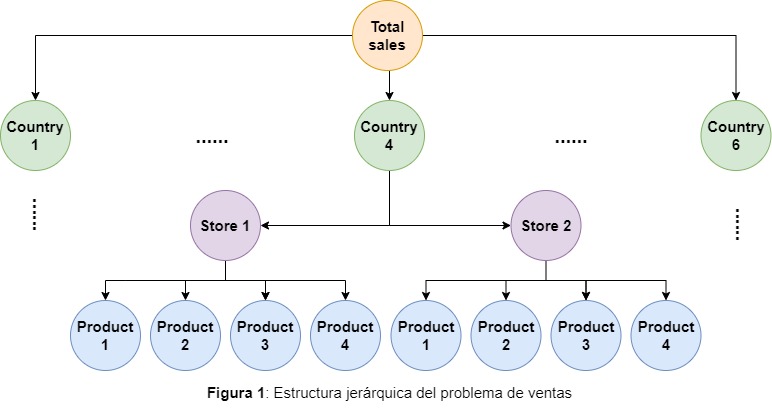 Total
sales
Country
1
......
Country
4
......
Country
6
......
......
Store 1
Store 2
Product
1
Product
2
Product
3
Product
4
Product
1
Product
2
Product
3
Product
4
Figura 1: Estructura jerárquica del problema de ventas